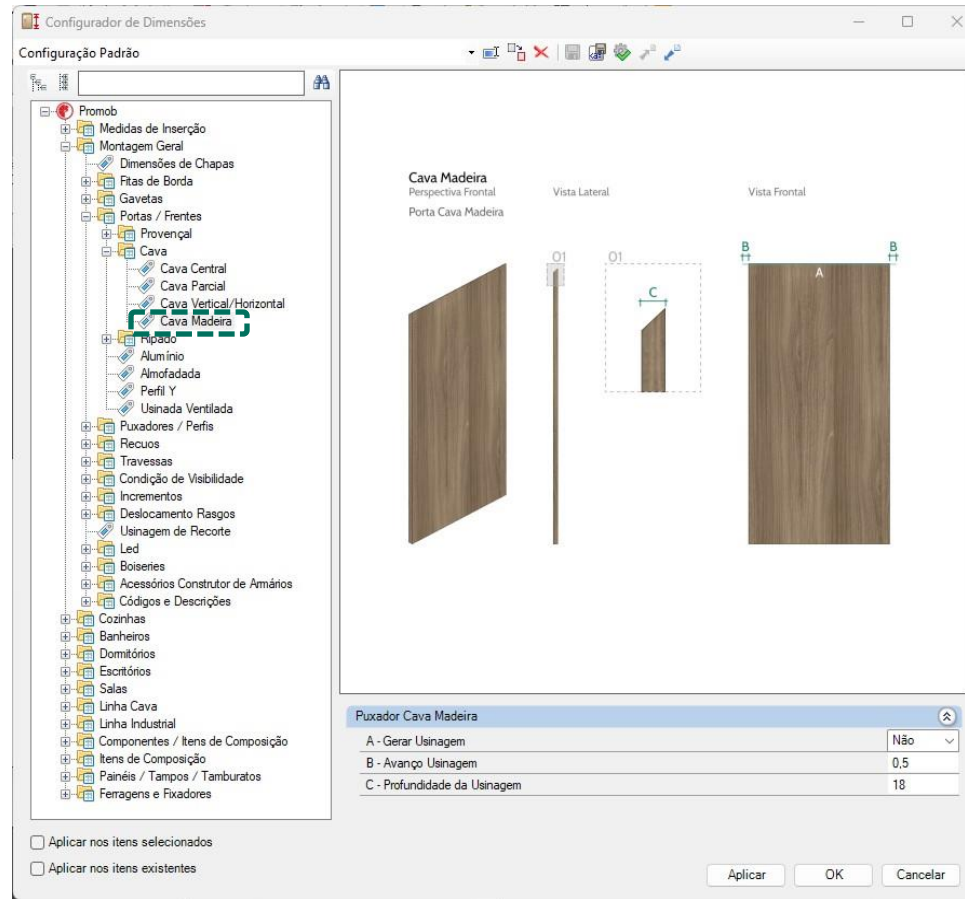 Configurador de Dimensões
Configuração Padrão
Promob
Medidas de Inserção
Montagem Geral
Dimensões de Chapas
Fitas de Borda
Gavetas
Portas / Frentes
Provençal
Cava
Cava Central
Cava Parcial
Cava Vertical/Horizontal
Cava Madeira
Ripado
Alumínio
Almofadada
Perfil Y
Usinada Ventilada
Puxadores / Perfis
Recuos
Travessas
Condição de Visibilidade
Incrementos
Deslocamento Rasgos
Usinagem de Recorte
Led
Boiseries
Acessórios Construtor de Armários
Códigos e Descrições
Cozinhas
Banheiros
Dormitórios
Escritórios
Salas
Linha Cava
Linha Industrial
Componentes / Itens de Composição
Itens de Composição
Painéis / Tampos / Tamburatos
Ferragens e Fixadores
Aplicar nos itens selecionados
Aplicar nos itens existentes
Cava Madeira
Perspectiva Frontal Vista Lateral Vista Frontal
Porta Cava Madeira
01 01 B B
A
C
Puxador Cava Madeira
A - Gerar Usinagem Não
B - Avanço Usinagem 0,5
C - Profundidade da Usinagem 18
Aplicar OK Cancelar